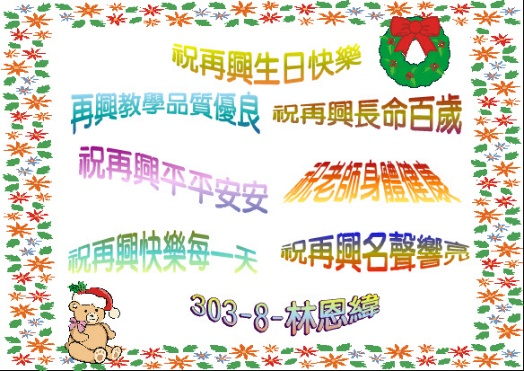 祝再興生日快樂
再興教學品質優良
祝再興長命百歲
祝再興平平安安
祝老師身體健康
祝再興快樂每一天
祝再興名聲響亮
303-8-林恩緯